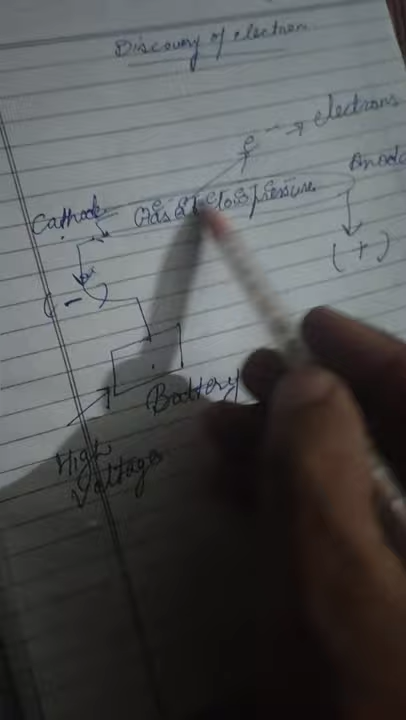 Discovery of electron
e⁻ → electrons
Anode
Cathode
Gas at low pressure
(+)
(-
Battery
High
Voltage